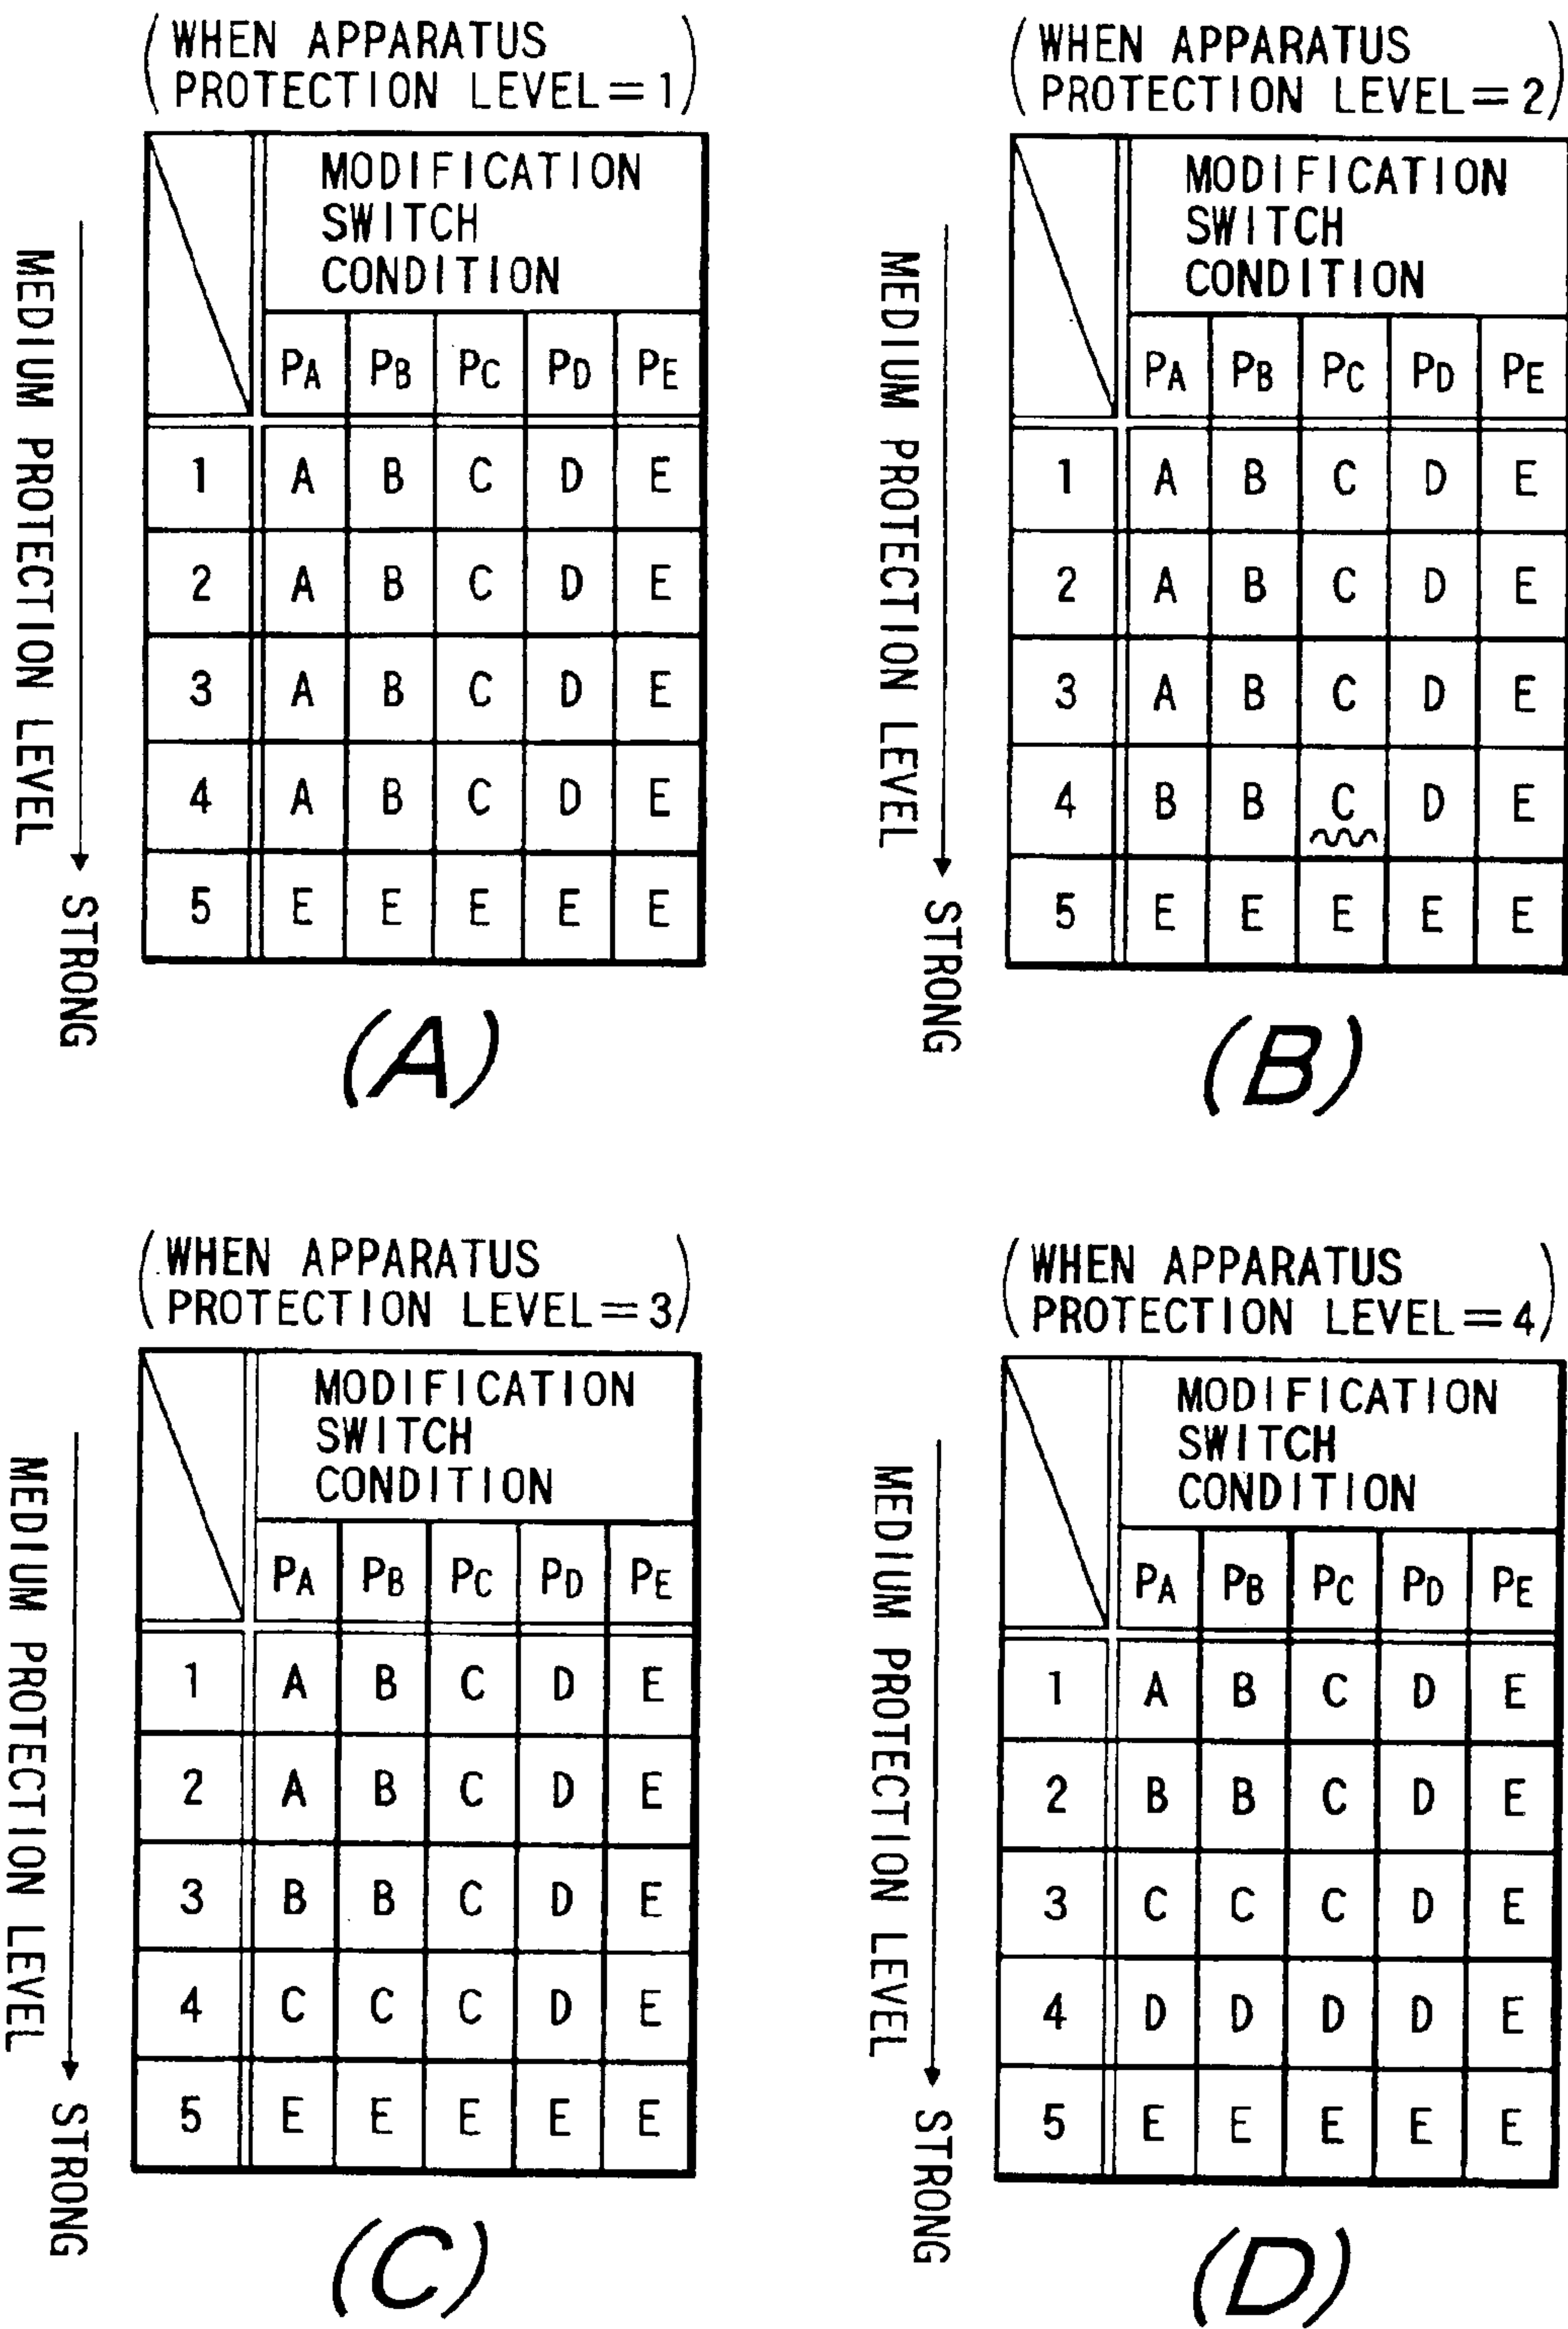 (WHEN APPARATUS
PROTECTION LEVEL=1)
MODIFICATION
SWITCH
CONDITION
PA PB PC PD PE
1 A B C D E
2 A B C D E
3 A B C D E
4 A B C D E
5 E E E E E
MEDIUM PROTECTION LEVEL
STRONG
(A)
(WHEN APPARATUS
PROTECTION LEVEL=2)
MODIFICATION
SWITCH
CONDITION
PA PB PC PD PE
1 A B C D E
2 A B C D E
3 A B C D E
4 B B C D E
5 E E E E E
MEDIUM PROTECTION LEVEL
STRONG
(B)
(WHEN APPARATUS
PROTECTION LEVEL=3)
MODIFICATION
SWITCH
CONDITION
PA PB PC PD PE
1 A B C D E
2 A B C D E
3 B B C D E
4 C C C D E
5 E E E E E
MEDIUM PROTECTION LEVEL
STRONG
(C)
(WHEN APPARATUS
PROTECTION LEVEL=4)
MODIFICATION
SWITCH
CONDITION
PA PB PC PD PE
1 A B C D E
2 B B C D E
3 C C C D E
4 D D D D E
5 E E E E E
MEDIUM PROTECTION LEVEL
STRONG
(D)